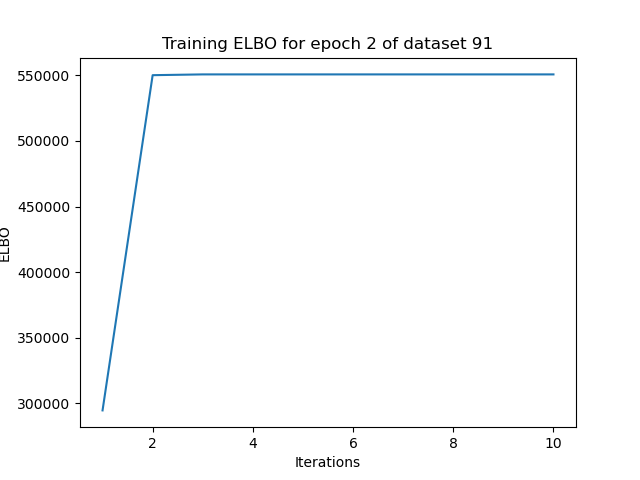 Training ELBO for epoch 2 of dataset 91
550000
500000
450000
400000
350000
300000
ELBO
2 4 6 8 10
Iterations